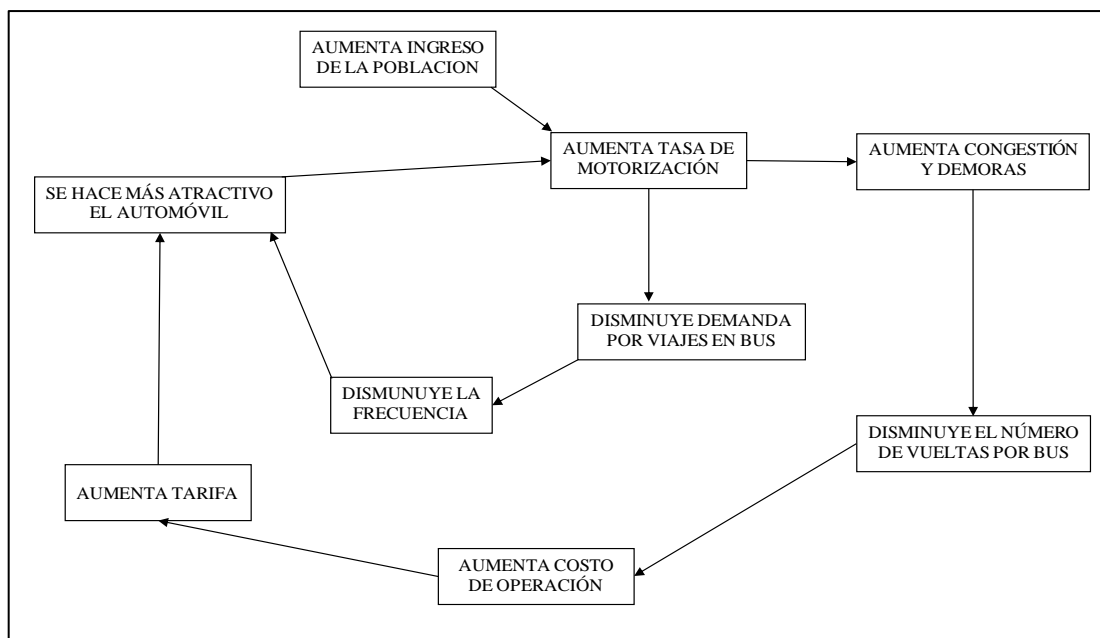 AUMENTA INGRESO
DE LA POBLACION
AUMENTA TASA DE
MOTORIZACIÓN
AUMENTA CONGESTIÓN
Y DEMORAS
SE HACE MÁS ATRACTIVO
EL AUTOMÓVIL
DISMINUYE DEMANDA
POR VIAJES EN BUS
DISMUNUYE LA
FRECUENCIA
DISMINUYE EL NÚMERO
DE VUELTAS POR BUS
AUMENTA TARIFA
AUMENTA COSTO
DE OPERACIÓN